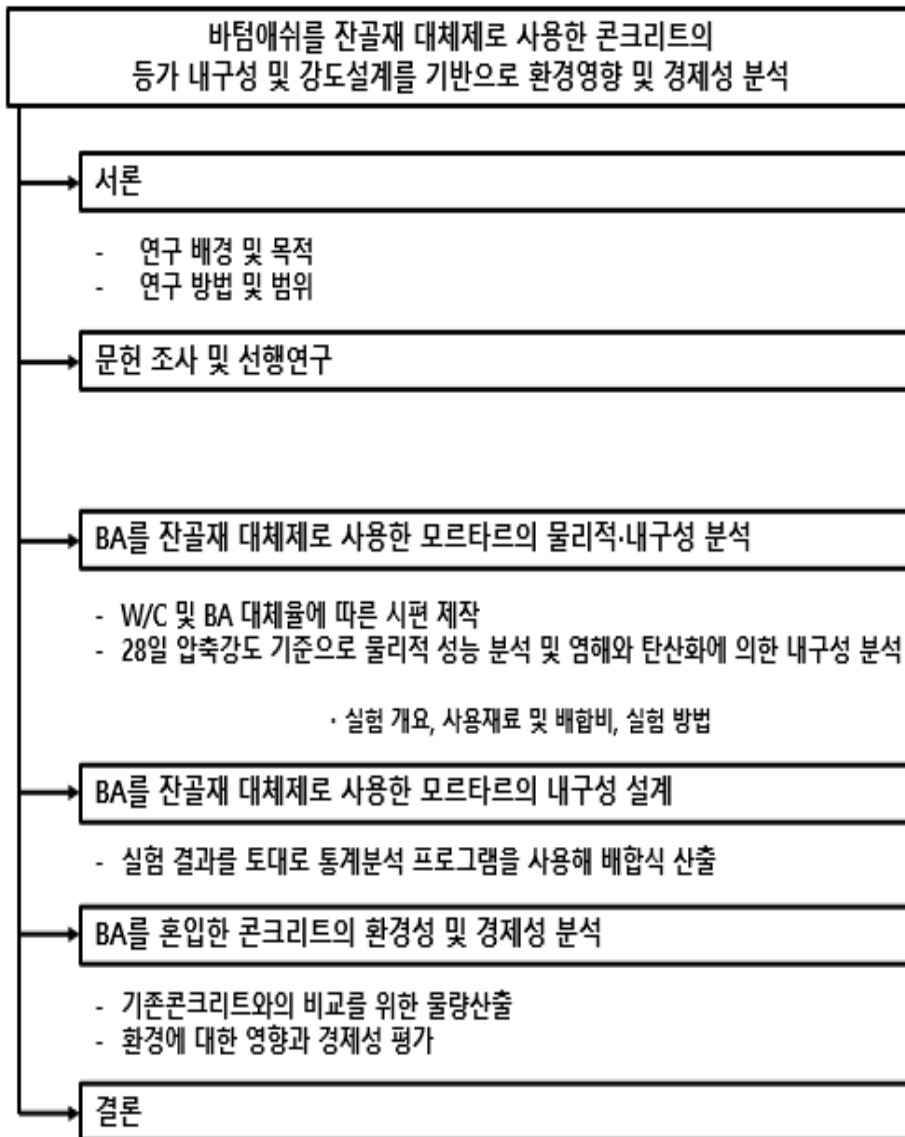 바텀애쉬를 잔골재 대체제로 사용한 콘크리트의
등가 내구성 및 강도설계를 기반으로 환경영향 및 경제성 분석
서론
- 연구 배경 및 목적
- 연구 방법 및 범위
문헌 조사 및 선행연구
BA를 잔골재 대체제로 사용한 모르타르의 물리적·내구성 분석
- W/C 및 BA 대체율에 따른 시편 제작
- 28일 압축강도 기준으로 물리적 성능 분석 및 염해와 탄산화에 의한 내구성 분석
· 실험 개요, 사용재료 및 배합비, 실험 방법
BA를 잔골재 대체제로 사용한 모르타르의 내구성 설계
- 실험 결과를 토대로 통계분석 프로그램을 사용해 배합식 산출
BA를 혼입한 콘크리트의 환경성 및 경제성 분석
- 기존콘크리트와의 비교를 위한 물량산출
- 환경에 대한 영향과 경제성 평가
결론